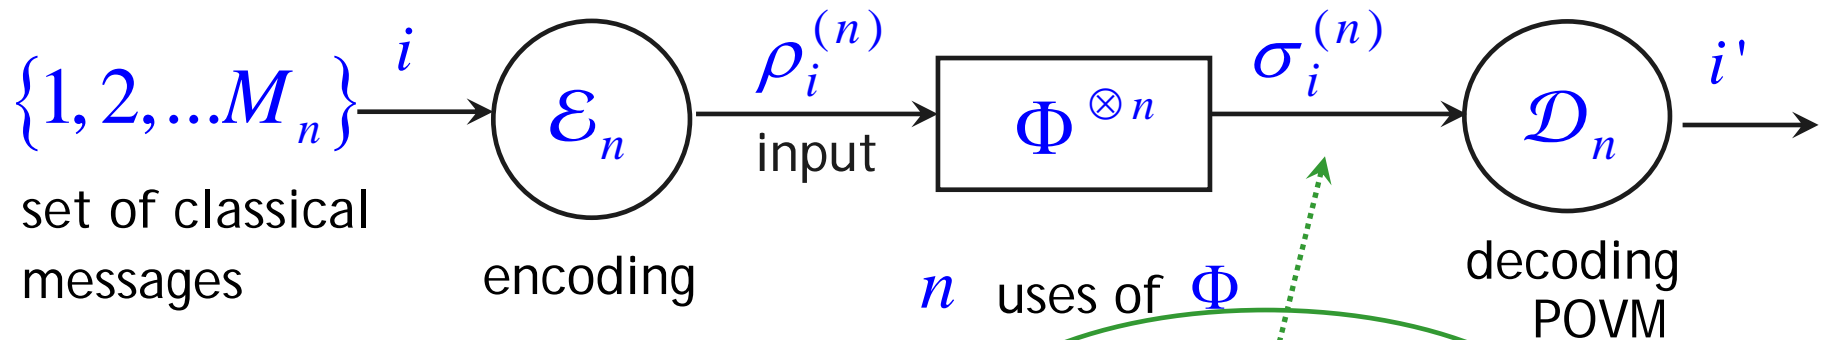 {1, 2, ...M_n}
i
ℰ_n
ρ_i^(n)
input
Φ^⊗n
σ_i^(n)
𝒟_n
i'
set of classical
messages
encoding
n uses of Φ
decoding
POVM